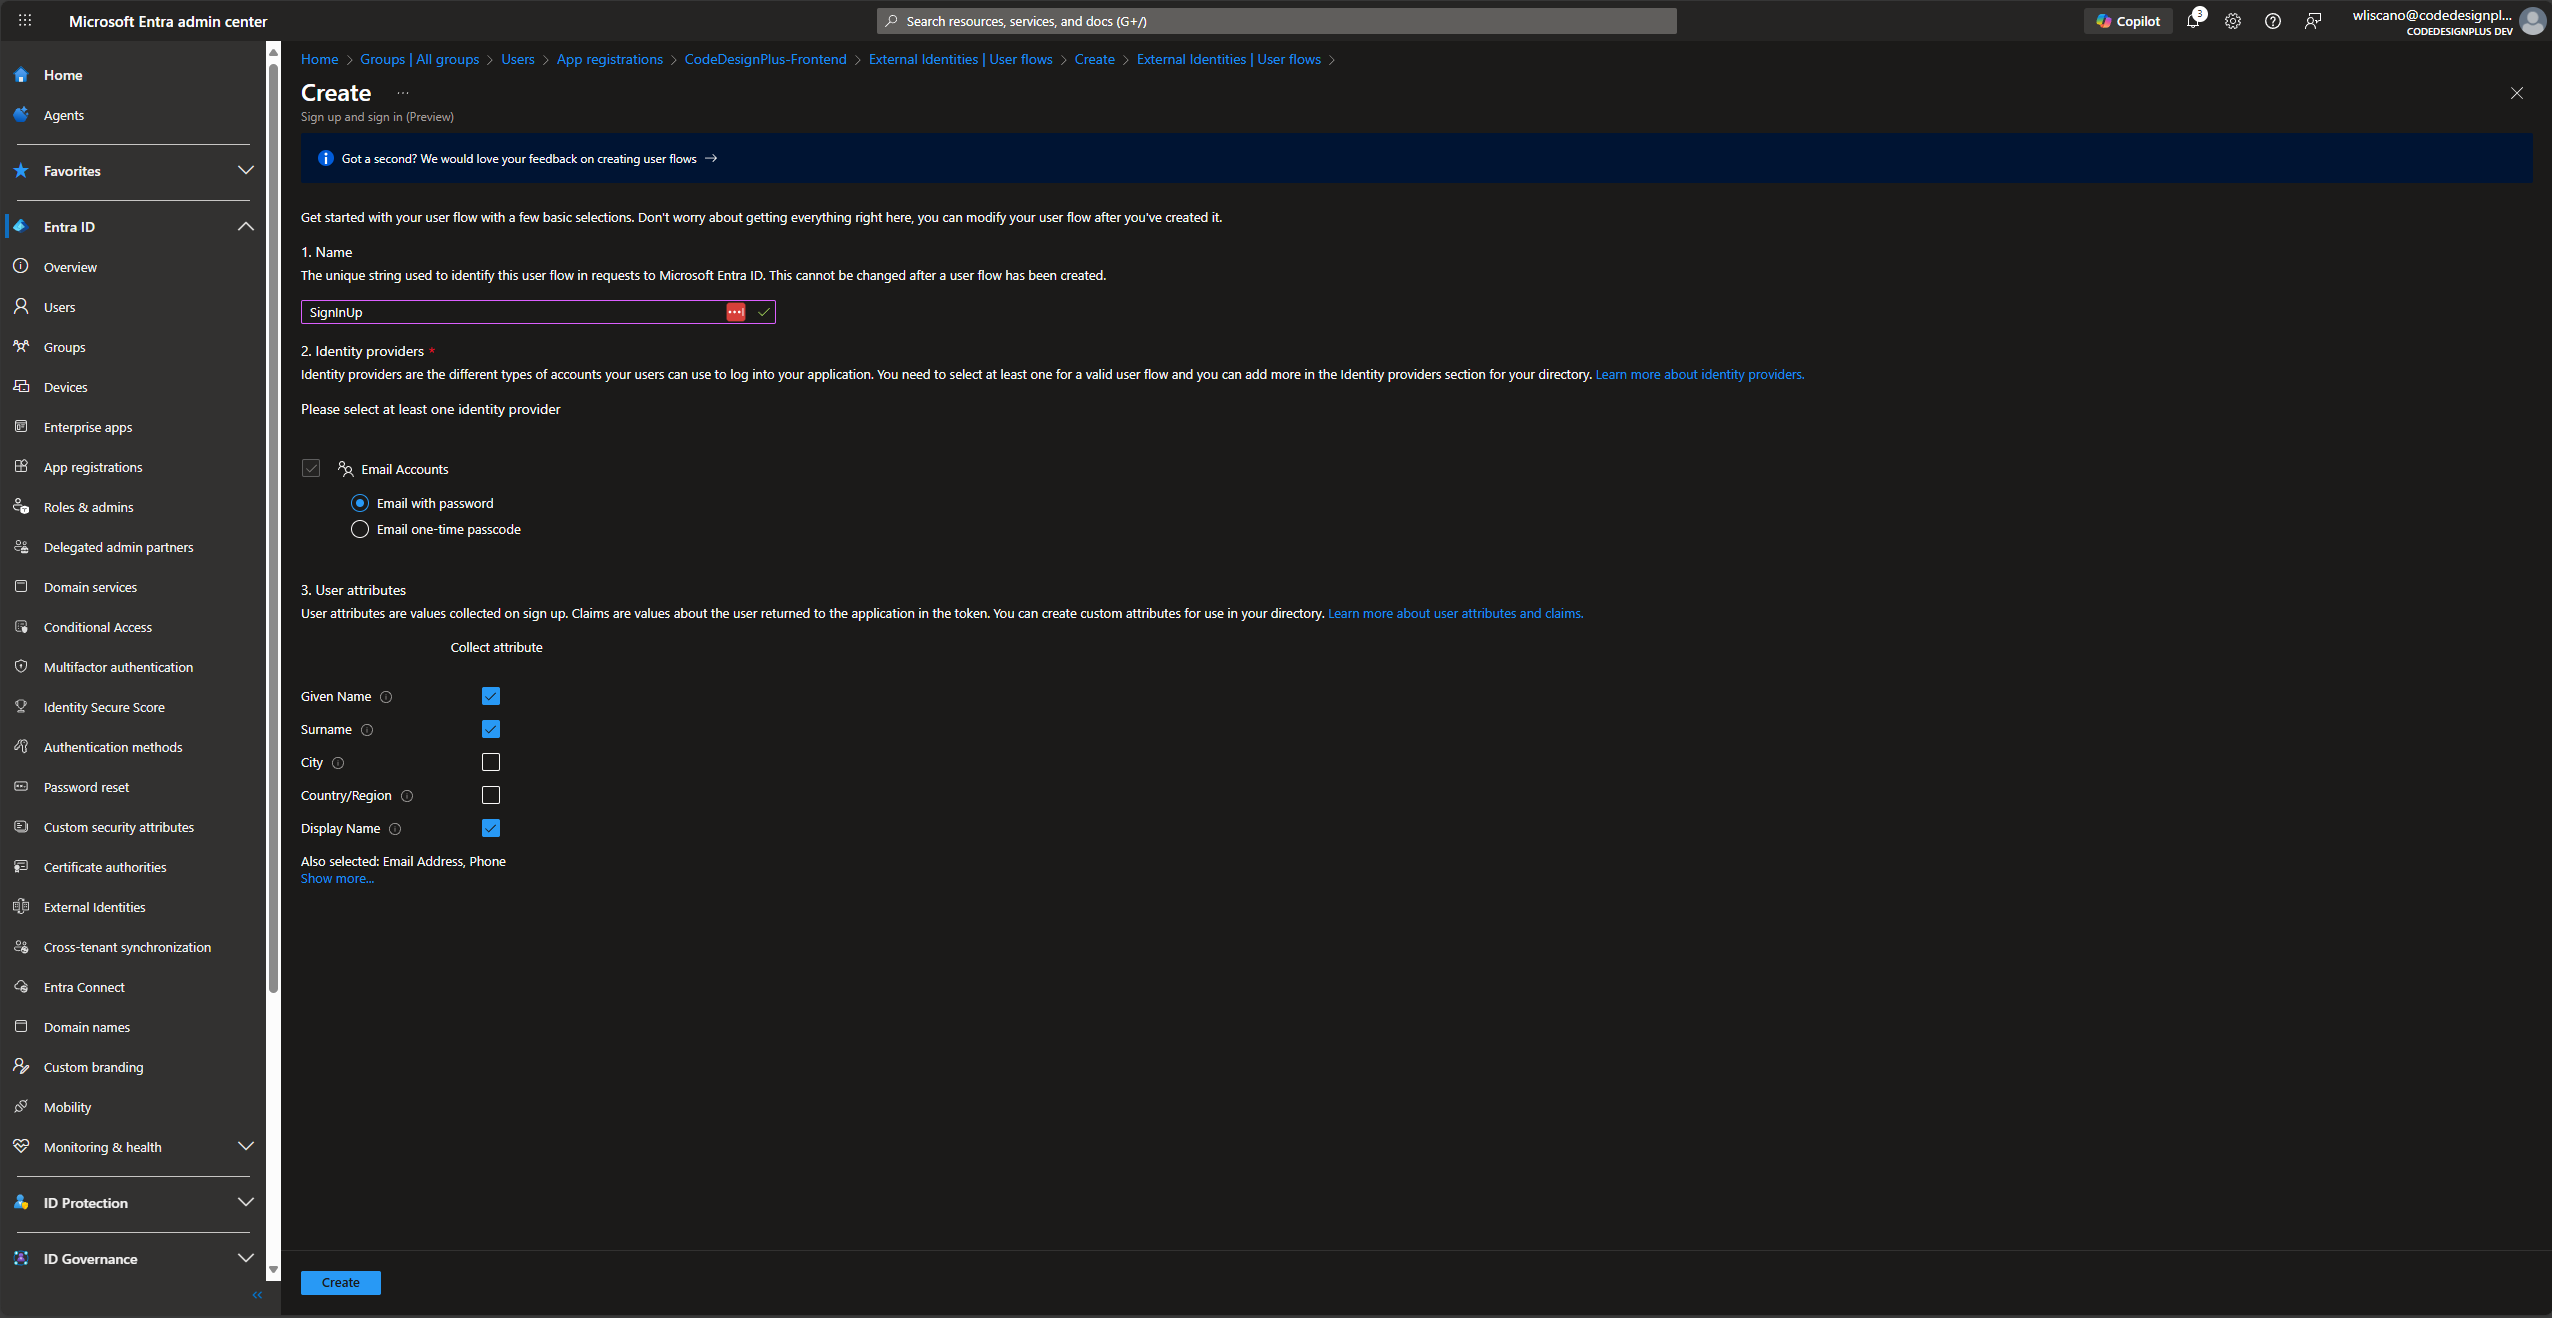 Microsoft Entra admin center
Search resources, services, and docs (G+/)
Copilot
3
wliscano@codedesignpl...
CODEDESIGNPLUS DEV
Home
Agents
Favorites
Entra ID
Overview
Users
Groups
Devices
Enterprise apps
App registrations
Roles & admins
Delegated admin partners
Domain services
Conditional Access
Multifactor authentication
Identity Secure Score
Authentication methods
Password reset
Custom security attributes
Certificate authorities
External Identities
Cross-tenant synchronization
Entra Connect
Domain names
Custom branding
Mobility
Monitoring & health
ID Protection
ID Governance
Home > Groups | All groups > Users > App registrations > CodeDesignPlus-Frontend > External Identities | User flows > Create > External Identities | User flows >
Create ...
Sign up and sign in (Preview)
Got a second? We would love your feedback on creating user flows →
Get started with your user flow with a few basic selections. Don't worry about getting everything right here, you can modify your user flow after you've created it.
1. Name
The unique string used to identify this user flow in requests to Microsoft Entra ID. This cannot be changed after a user flow has been created.
SignInUp
2. Identity providers *
Identity providers are the different types of accounts your users can use to log into your application. You need to select at least one for a valid user flow and you can add more in the Identity providers section for your directory. Learn more about identity providers.
Please select at least one identity provider
Email Accounts
Email with password
Email one-time passcode
3. User attributes
User attributes are values collected on sign up. Claims are values about the user returned to the application in the token. You can create custom attributes for use in your directory. Learn more about user attributes and claims.
Collect attribute
Given Name
Surname
City
Country/Region
Display Name
Also selected: Email Address, Phone
Show more...
Create